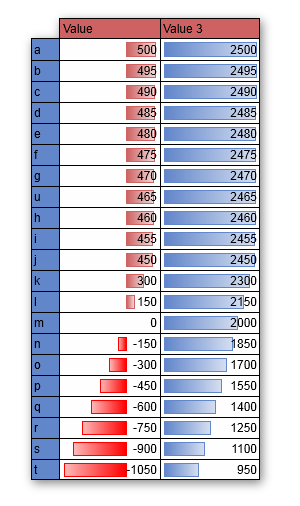 Value Value 3
a 500 2500
b 495 2495
c 490 2490
d 485 2485
e 480 2480
f 475 2475
g 470 2470
u 465 2465
h 460 2460
i 455 2455
j 450 2450
k 300 2300
l 150 2150
m 0 2000
n -150 1850
o -300 1700
p -450 1550
q -600 1400
r -750 1250
s -900 1100
t -1050 950